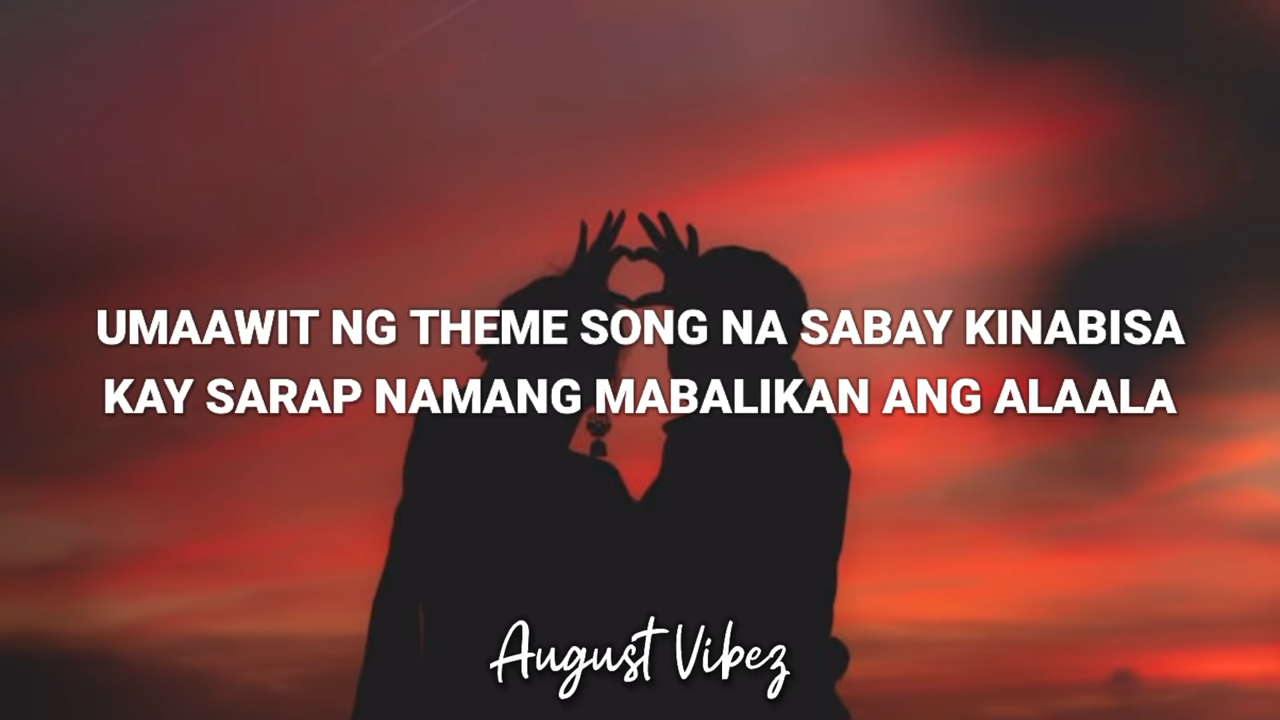 UMAAWIT NG THEME SONG NA SABAY KINABISA
KAY SARAP NAMANG MABALIKAN ANG ALAALA
August Vibez